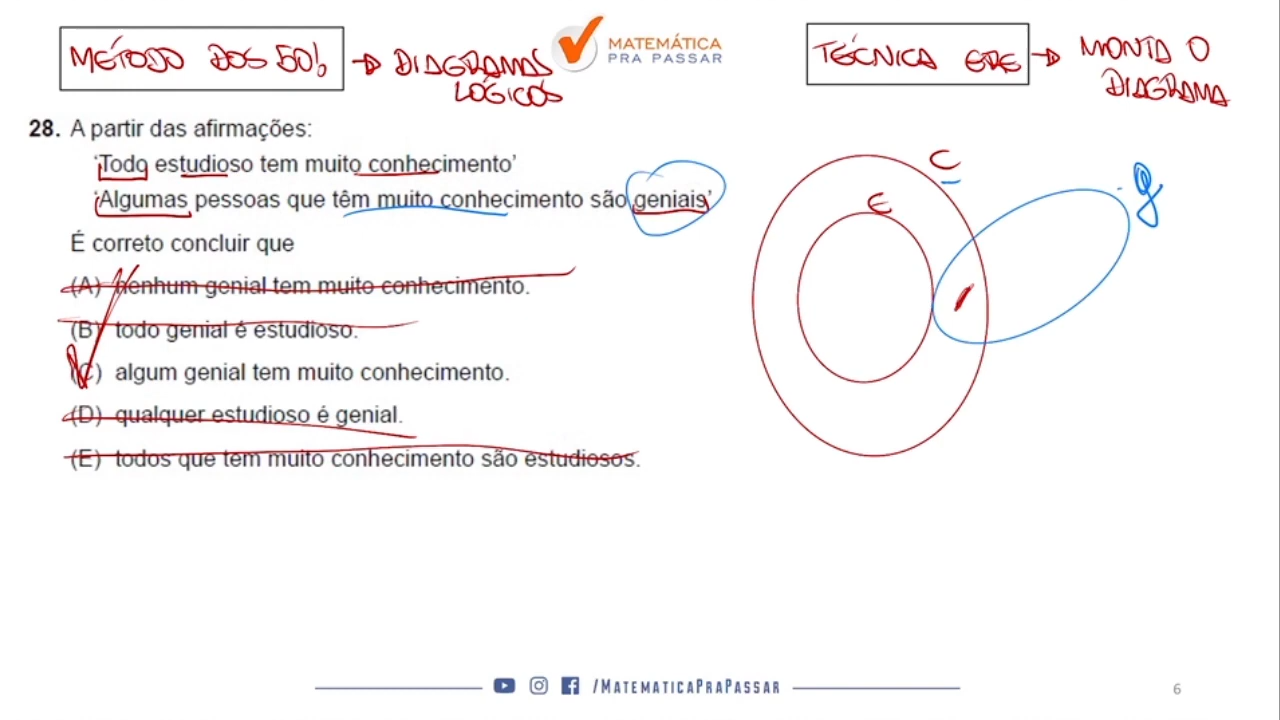 MÉTODO DOS 50! → DIAGRAMAS
LÓGICOS
MATEMÁTICA
PRA PASSAR
TÉCNICA → MONTA O
DIAGRAMA
28. A partir das afirmações:
'Todo estudioso tem muito conhecimento'
'Algumas pessoas que têm muito conhecimento são geniais'
É correto concluir que
(A) nenhum genial tem muito conhecimento.
(B) todo genial é estudioso.
(C) algum genial tem muito conhecimento.
(D) qualquer estudioso é genial.
(E) todos que tem muito conhecimento são estudiosos.
C
E
g
/MATEMATICAPRAPASSAR
6